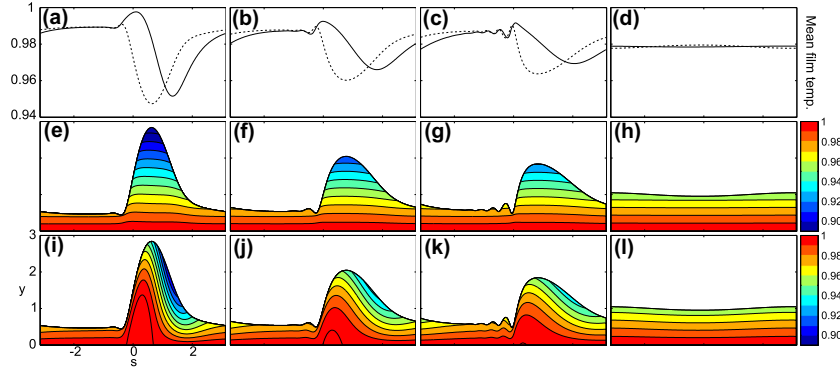 (a) (b) (c) (d)
1
0.98
0.96
0.94
Mean film temp.
(e) (f) (g) (h)
1
0.98
0.96
0.94
0.92
0.90
(i) (j) (k) (l)
3
2
y
1
0
1
0.98
0.96
0.94
0.92
0.90
-2 0 2
s